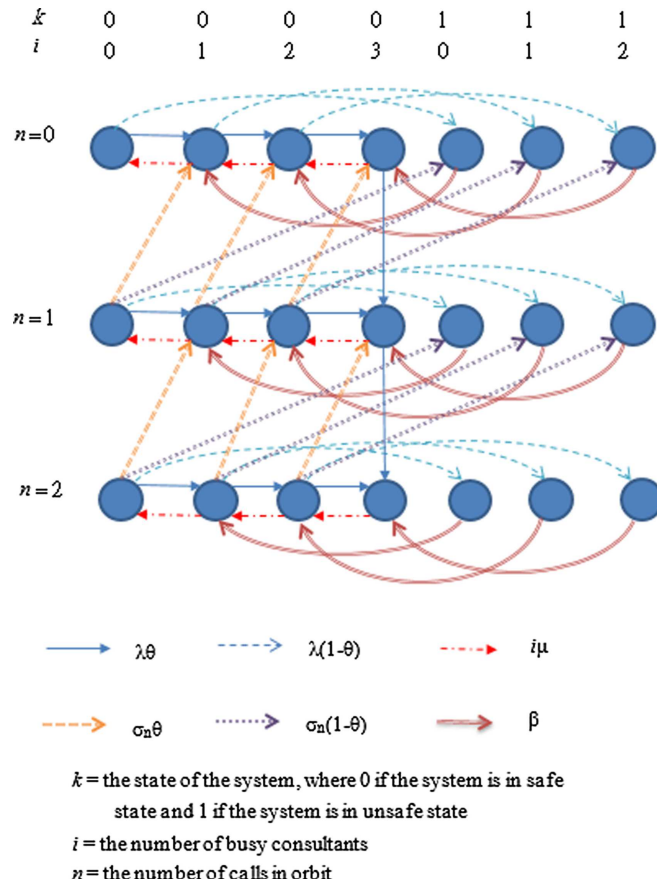 k 0 0 0 0 1 1 1
i 0 1 2 3 0 1 2
n=0
n=1
n=2
λθ λ(1-θ) iμ
σnθ σn(1-θ) β
k = the state of the system, where 0 if the system is in safe
state and 1 if the system is in unsafe state
i = the number of busy consultants
n = the number of calls in orbit